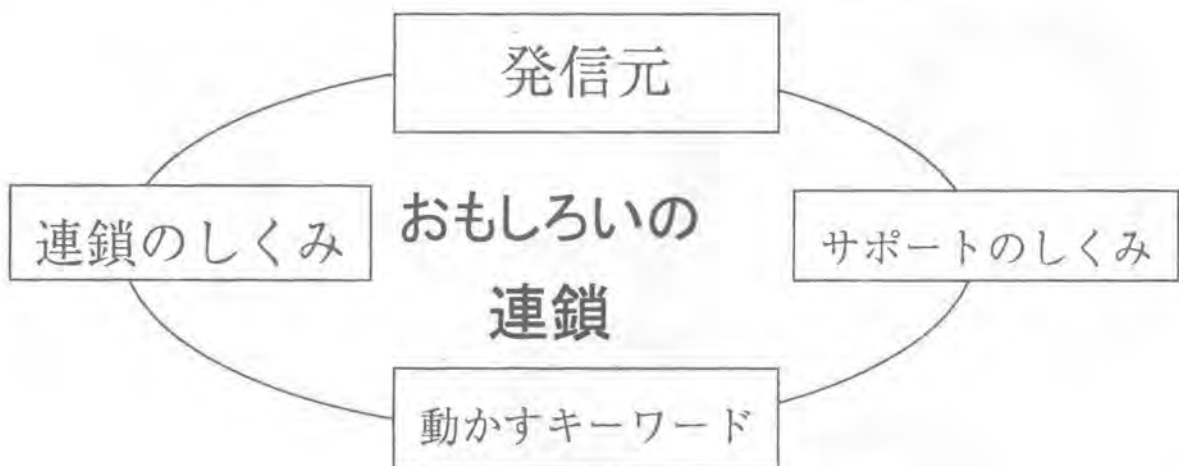 発信元
連鎖のしくみ
おもしろいの
連鎖
サポートのしくみ
動かすキーワード